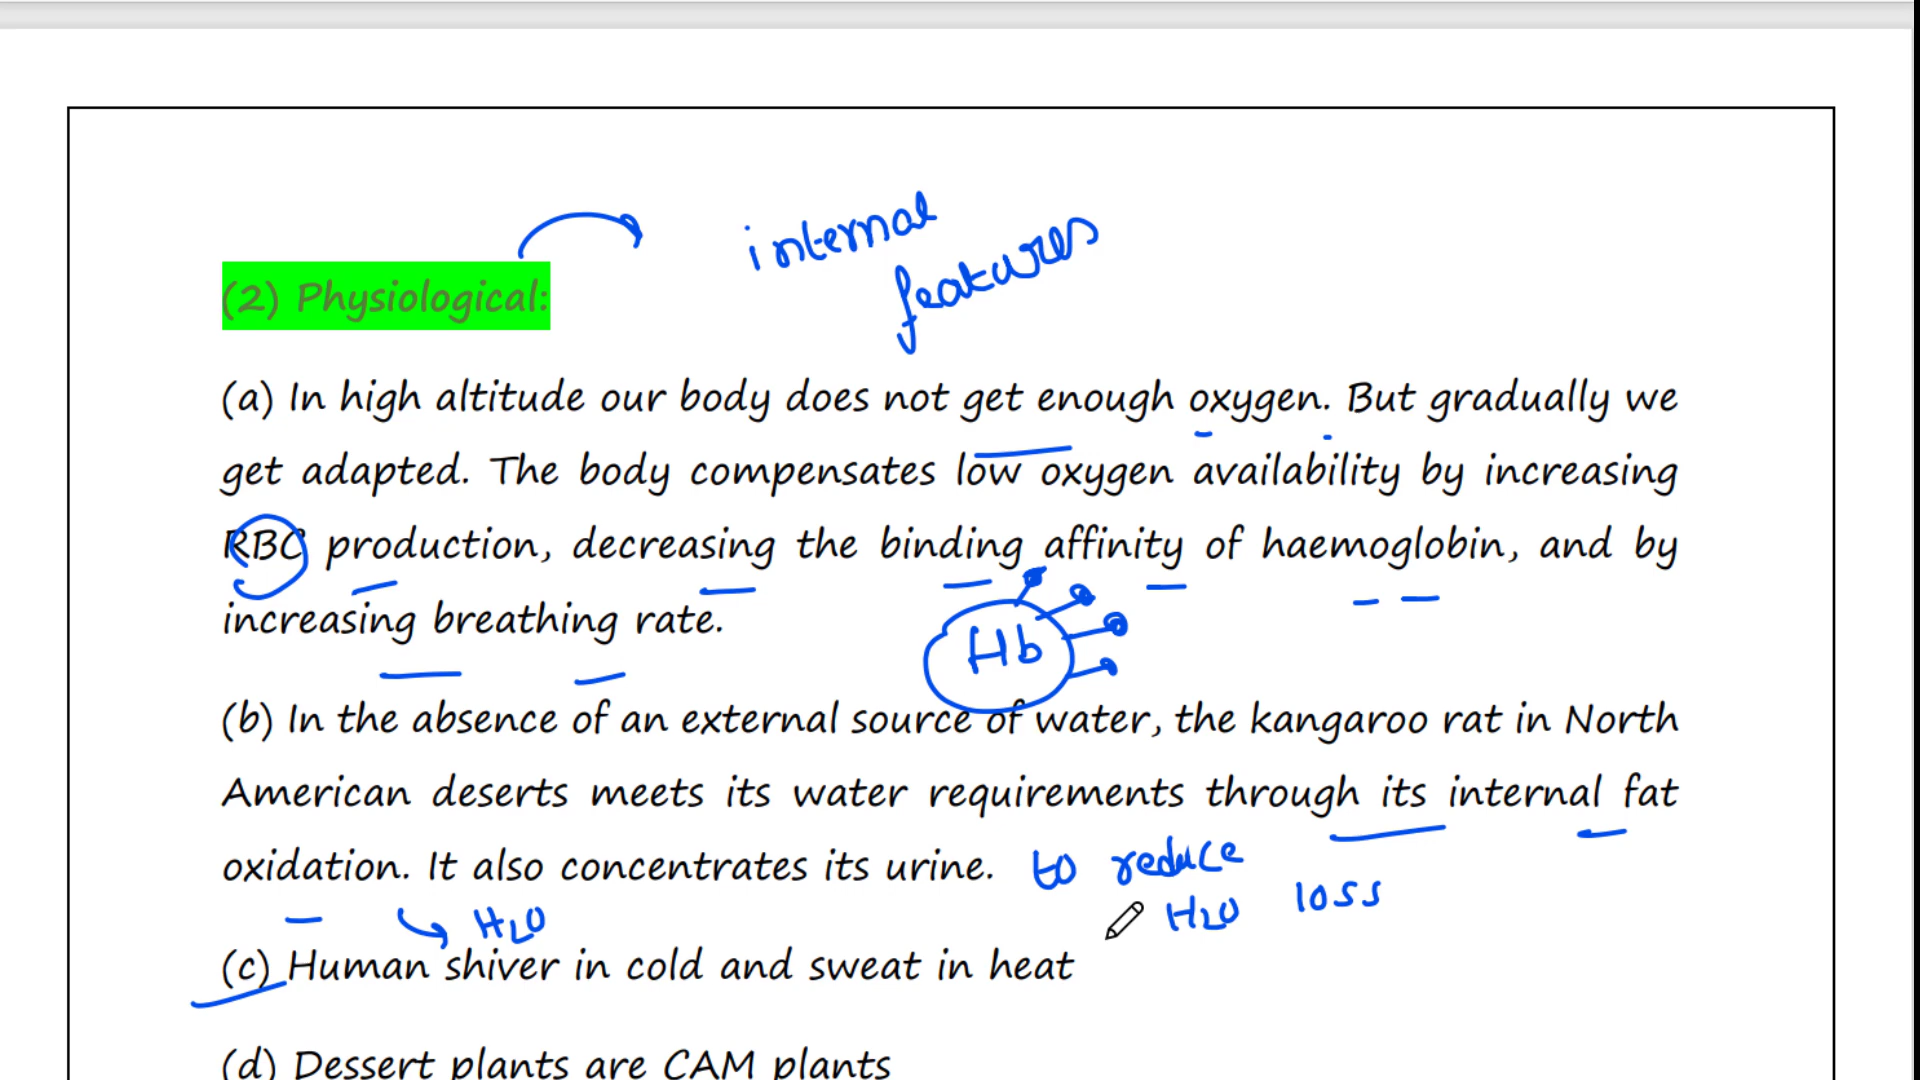 internal
features
(2) Physiological:
(a) In high altitude our body does not get enough oxygen. But gradually we
get adapted. The body compensates low oxygen availability by increasing
RBC production, decreasing the binding affinity of haemoglobin, and by
increasing breathing rate.
Hb
(b) In the absence of an external source of water, the kangaroo rat in North
American deserts meets its water requirements through its internal fat
oxidation. It also concentrates its urine. to reduce
H2O H2O loss
(c) Human shiver in cold and sweat in heat
(d) Dessert plants are CAM plants